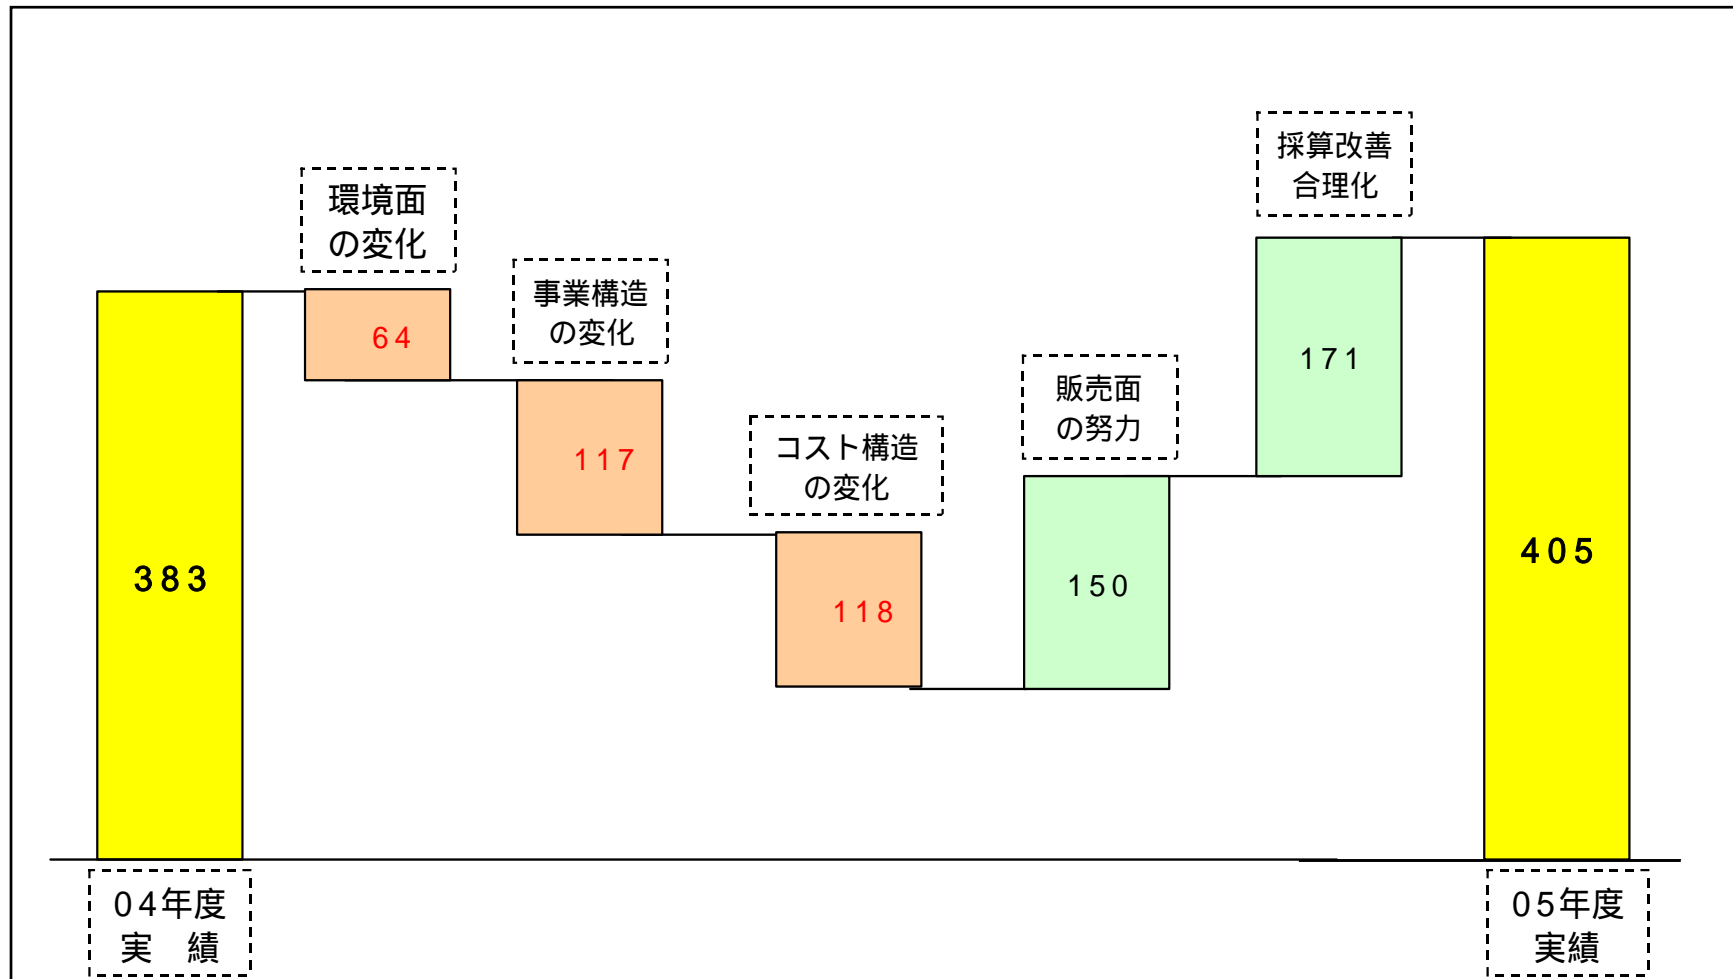 採算改善
合理化
環境面
の変化
事業構造
の変化
64
171
販売面
の努力
117
コスト構造
の変化
383
405
150
118
04年度
実　績
05年度
実績